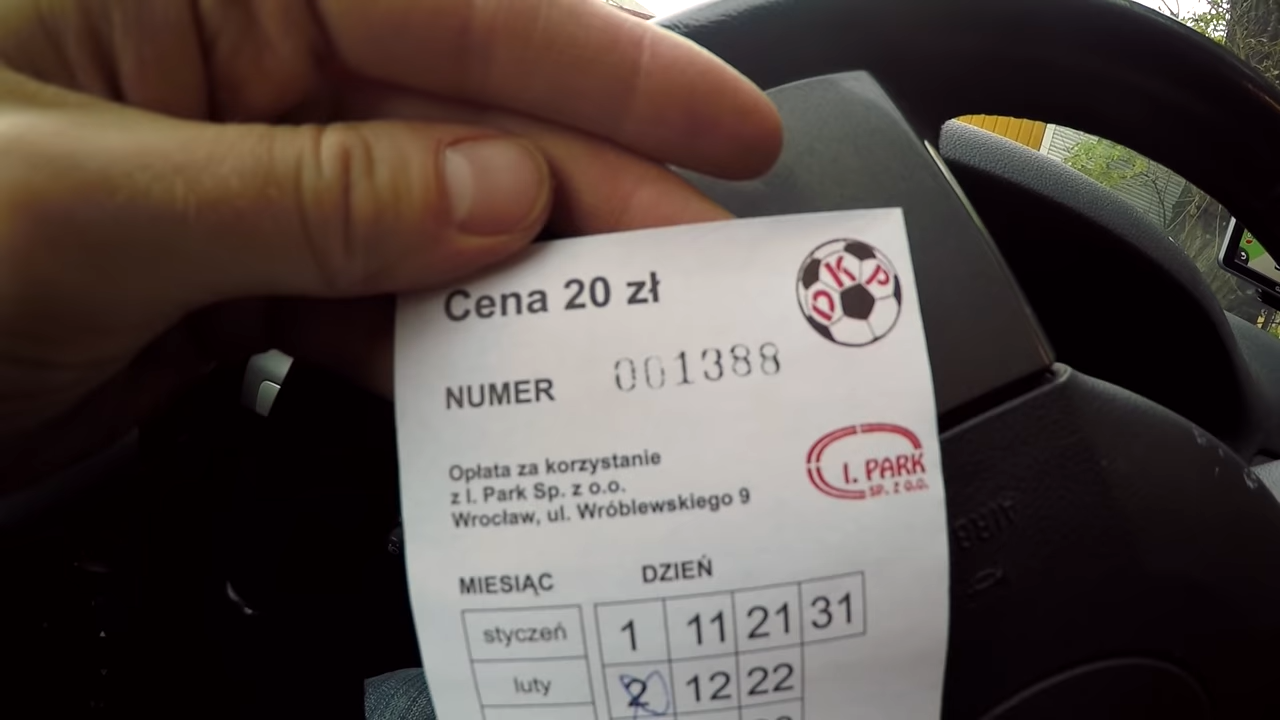 Cena 20 zł
DKP
NUMER 001388
I. PARK
SP. Z O.O.
Opłata za korzystanie
z I. Park Sp. z o.o.
Wrocław, ul. Wróblewskiego 9
MIESIĄC DZIEŃ
styczeń 1 11 21 31
luty 2 12 22